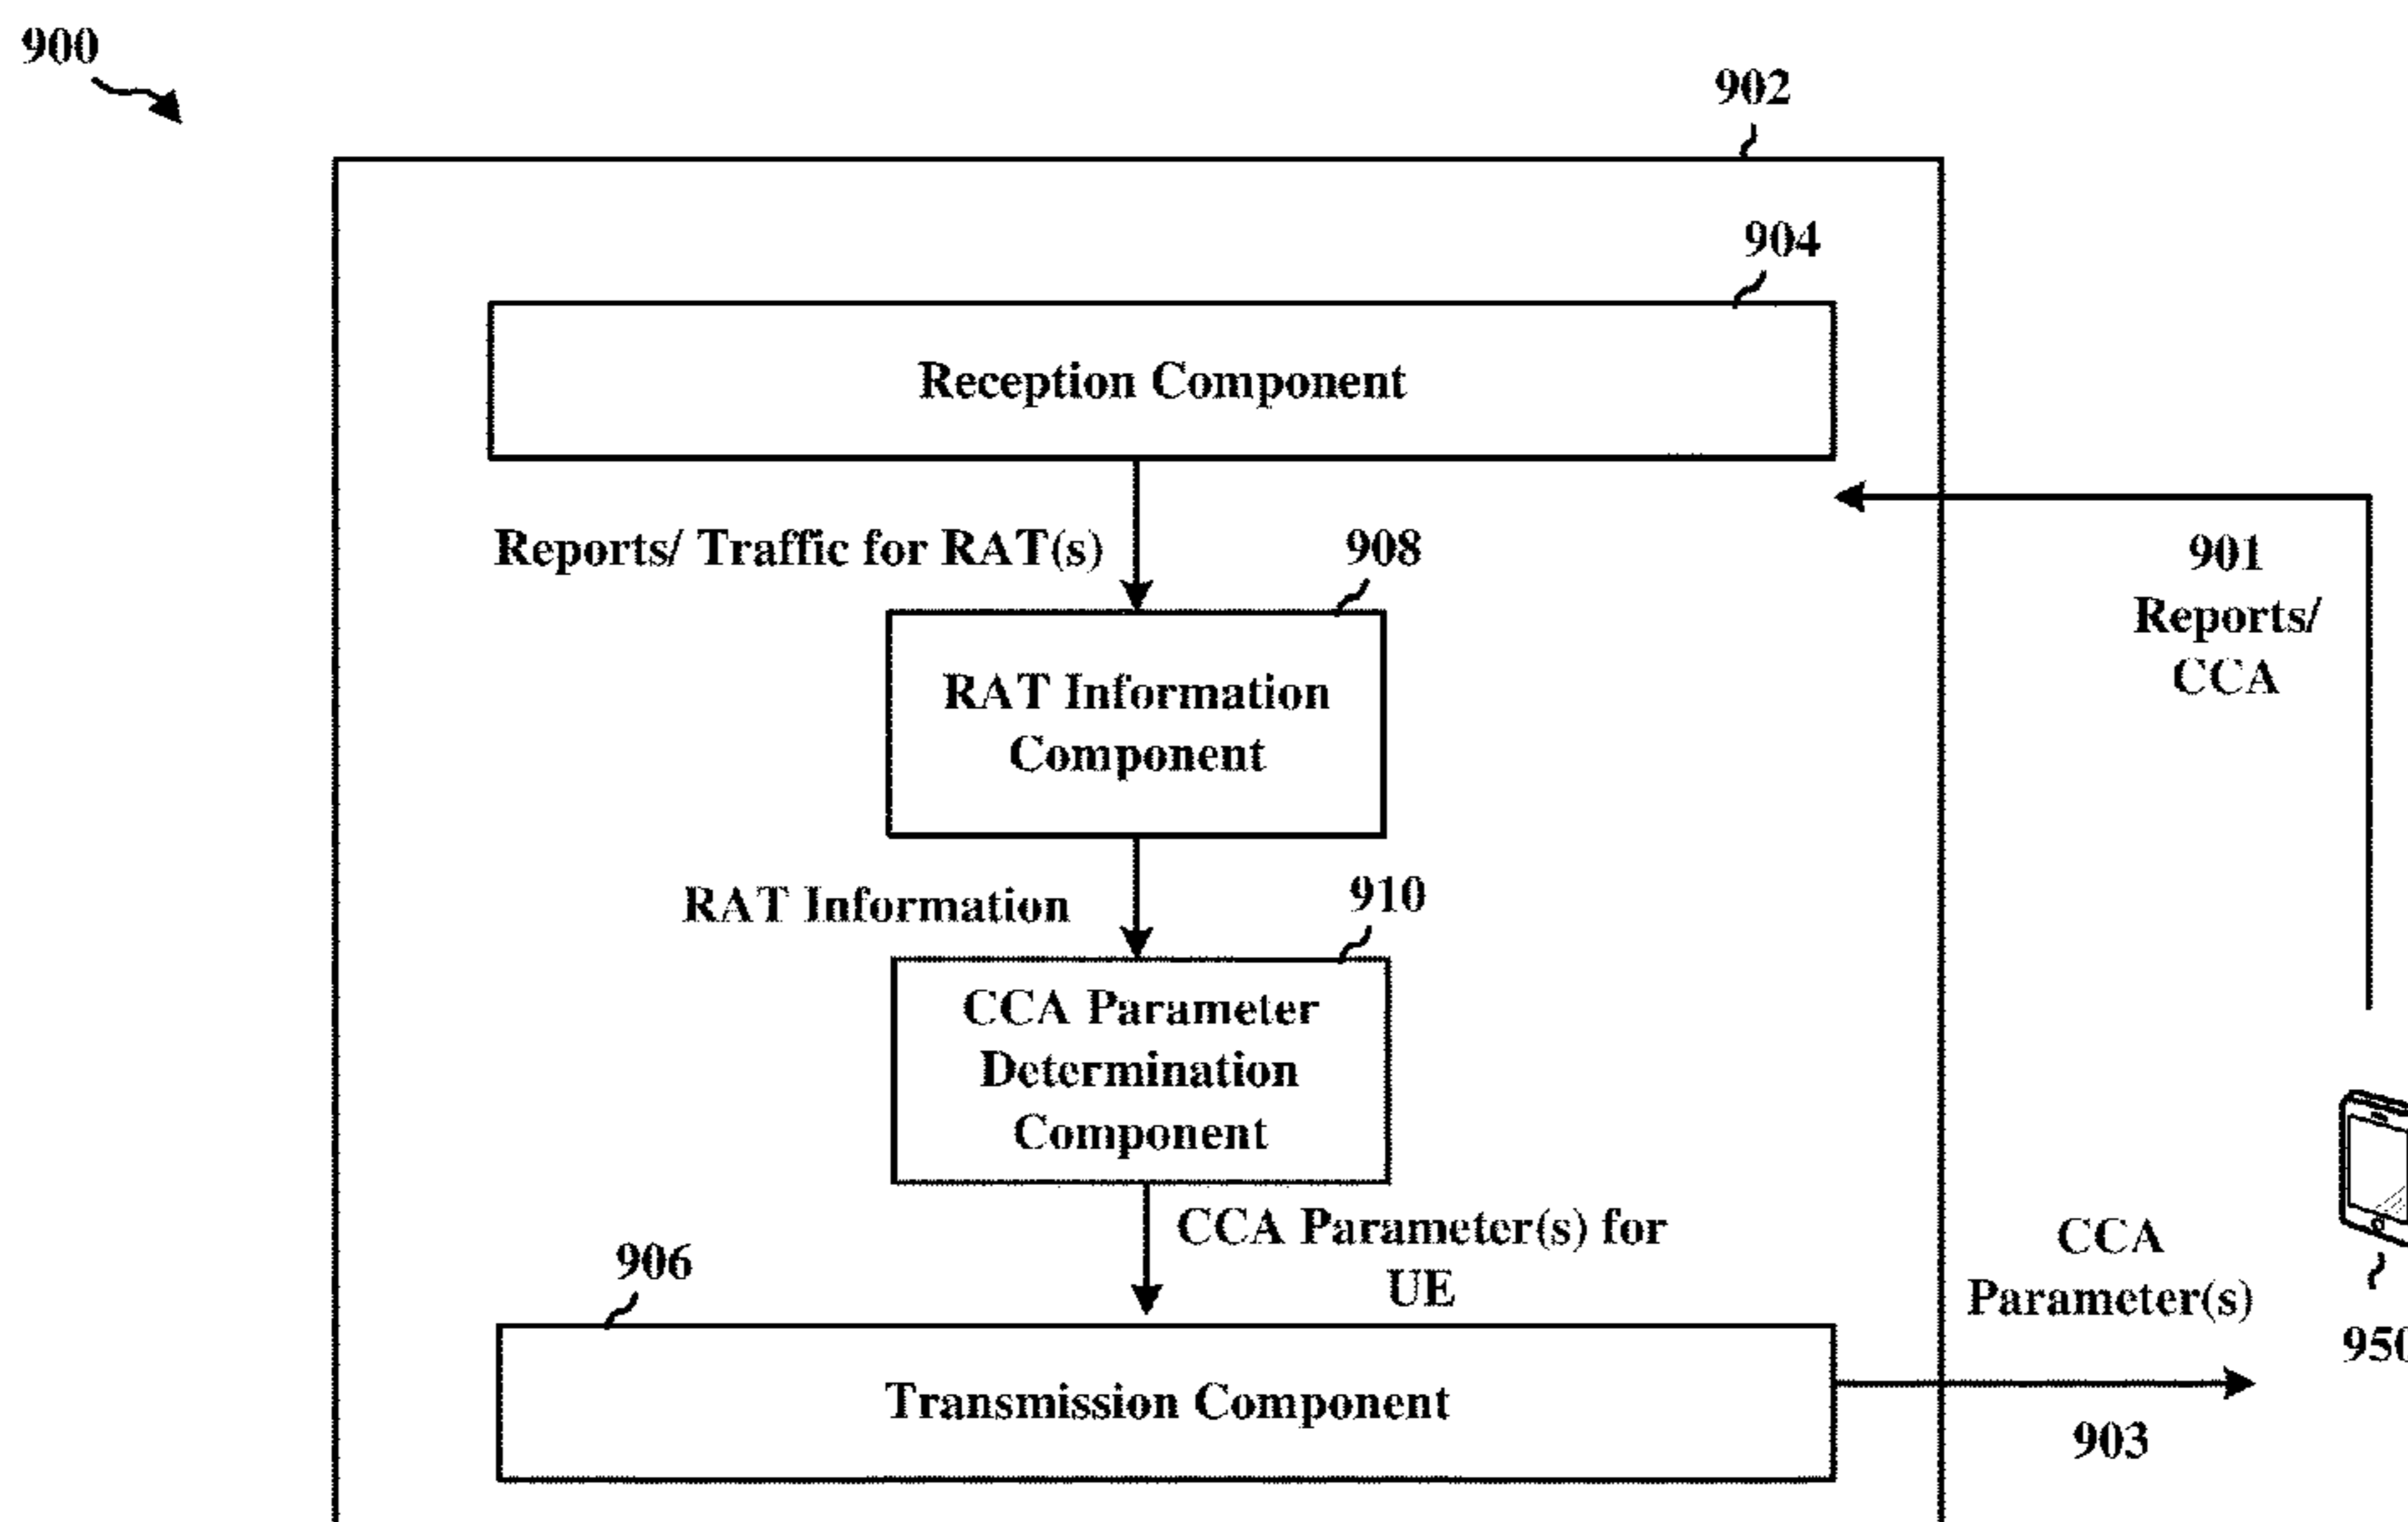 900
902
904
Reception Component
Reports/ Traffic for RAT(s)
908
901
Reports/
CCA
RAT Information
Component
RAT Information
910
CCA Parameter
Determination
Component
CCA Parameter(s) for
UE
906
CCA
Parameter(s)
950
Transmission Component
903